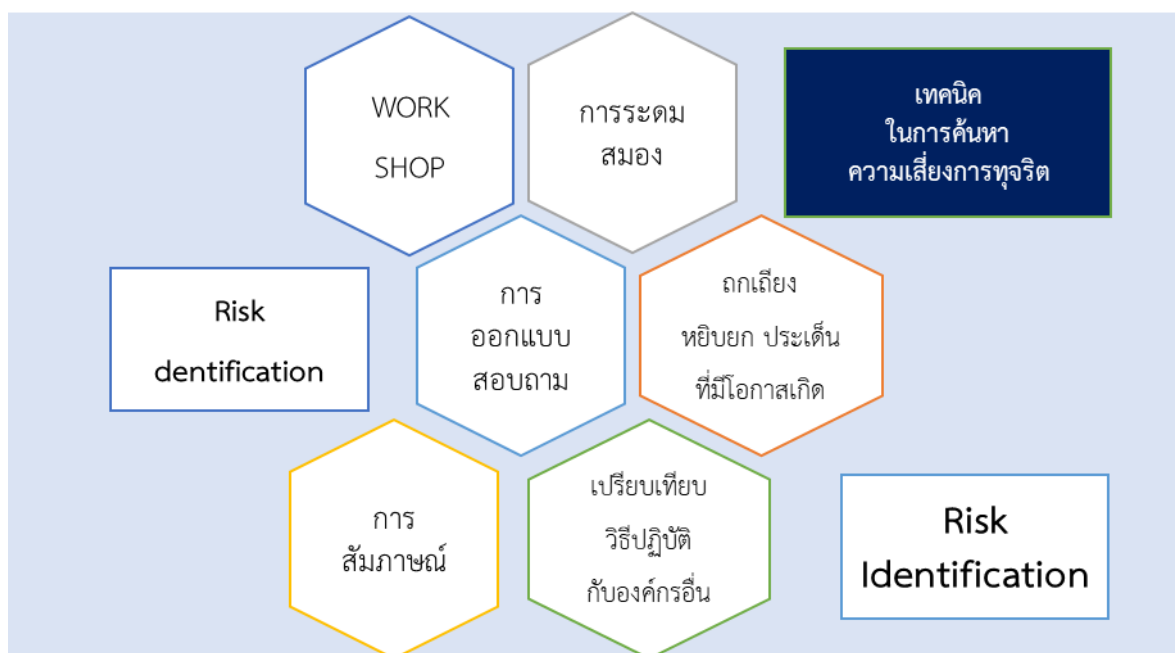 WORK
SHOP
การระดม
สมอง
เทคนิค
ในการค้นหา
ความเสี่ยงการทุจริต
Risk
dentification
การ
ออกแบบ
สอบถาม
ถกเถียง
หยิบยก ประเด็น
ที่มีโอกาสเกิด
การ
สัมภาษณ์
เปรียบเทียบ
วิธีปฏิบัติ
กับองค์กรอื่น
Risk
Identification